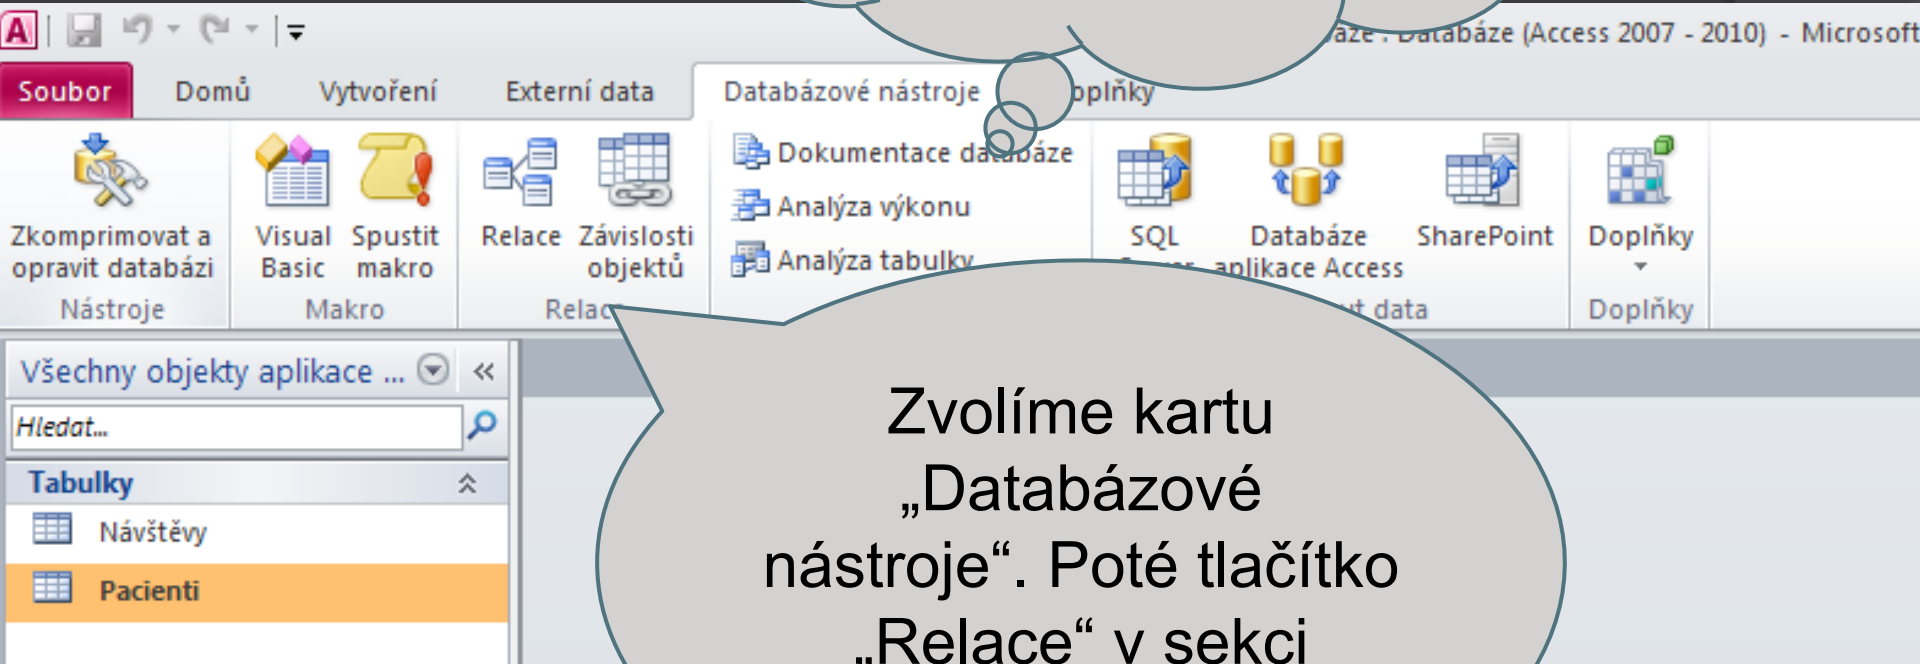 A
Databáze (Access 2007 - 2010) - Microsoft
Soubor Domů Vytvoření Externí data Databázové nástroje
Dokumentace databáze
Analýza výkonu
Analýza tabulky
Zkomprimovat a
opravit databázi
Visual
Basic
Spustit
makro
Relace
Závislosti
objektů
SQL
Databáze
aplikace Access
SharePoint
Doplňky
Nástroje
Makro
data
Doplňky
Všechny objekty aplikace ... «
Hledat...
Tabulky
Návštěvy
Pacienti
Zvolíme kartu
„Databázové
nástroje“. Poté tlačítko
„Relace“ v sekci